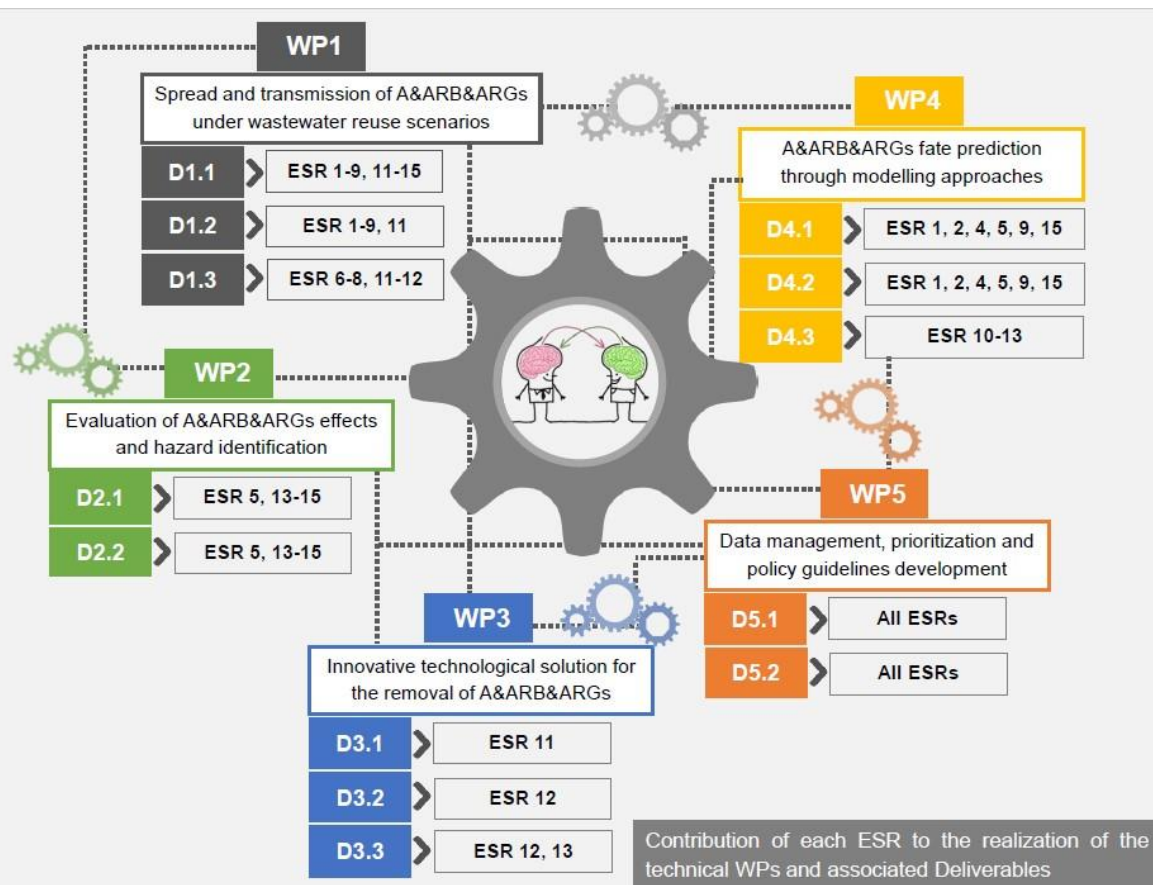 WP1
Spread and transmission of A&ARB&ARGs
under wastewater reuse scenarios
D1.1
ESR 1-9, 11-15
D1.2
ESR 1-9, 11
D1.3
ESR 6-8, 11-12
WP4
A&ARB&ARGs fate prediction
through modelling approaches
D4.1
ESR 1, 2, 4, 5, 9, 15
D4.2
ESR 1, 2, 4, 5, 9, 15
D4.3
ESR 10-13
WP2
Evaluation of A&ARB&ARGs effects
and hazard identification
D2.1
ESR 5, 13-15
D2.2
ESR 5, 13-15
WP5
Data management, prioritization and
policy guidelines development
D5.1
All ESRs
D5.2
All ESRs
WP3
Innovative technological solution for
the removal of A&ARB&ARGs
D3.1
ESR 11
D3.2
ESR 12
D3.3
ESR 12, 13
Contribution of each ESR to the realization of the
technical WPs and associated Deliverables